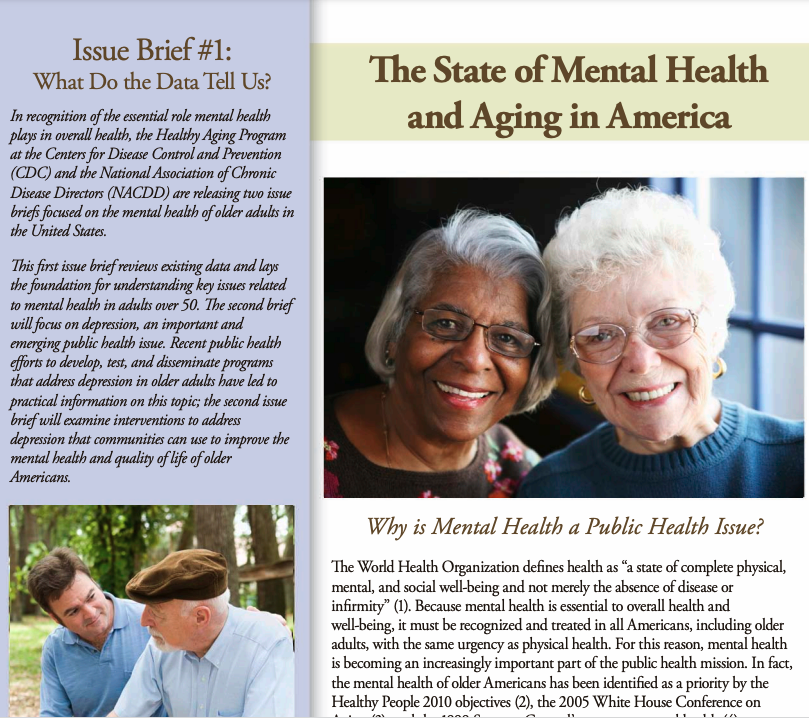 Issue Brief #1:
What Do the Data Tell Us?
In recognition of the essential role mental health
plays in overall health, the Healthy Aging Program
at the Centers for Disease Control and Prevention
(CDC) and the National Association of Chronic
Disease Directors (NACDD) are releasing two issue
briefs focused on the mental health of older adults in
the United States.
This first issue brief reviews existing data and lays
the foundation for understanding key issues related
to mental health in adults over 50. The second brief
will focus on depression, an important and
emerging public health issue. Recent public health
efforts to develop, test, and disseminate programs
that address depression in older adults have led to
practical information on this topic; the second issue
brief will examine interventions to address
depression that communities can use to improve the
mental health and quality of life of older
Americans.
The State of Mental Health
and Aging in America
Why is Mental Health a Public Health Issue?
The World Health Organization defines health as “a state of complete physical,
mental, and social well-being and not merely the absence of disease or
infirmity” (1). Because mental health is essential to overall health and
well-being, it must be recognized and treated in all Americans, including older
adults, with the same urgency as physical health. For this reason, mental health
is becoming an increasingly important part of the public health mission. In fact,
the mental health of older Americans has been identified as a priority by the
Healthy People 2010 objectives (2), the 2005 White House Conference on